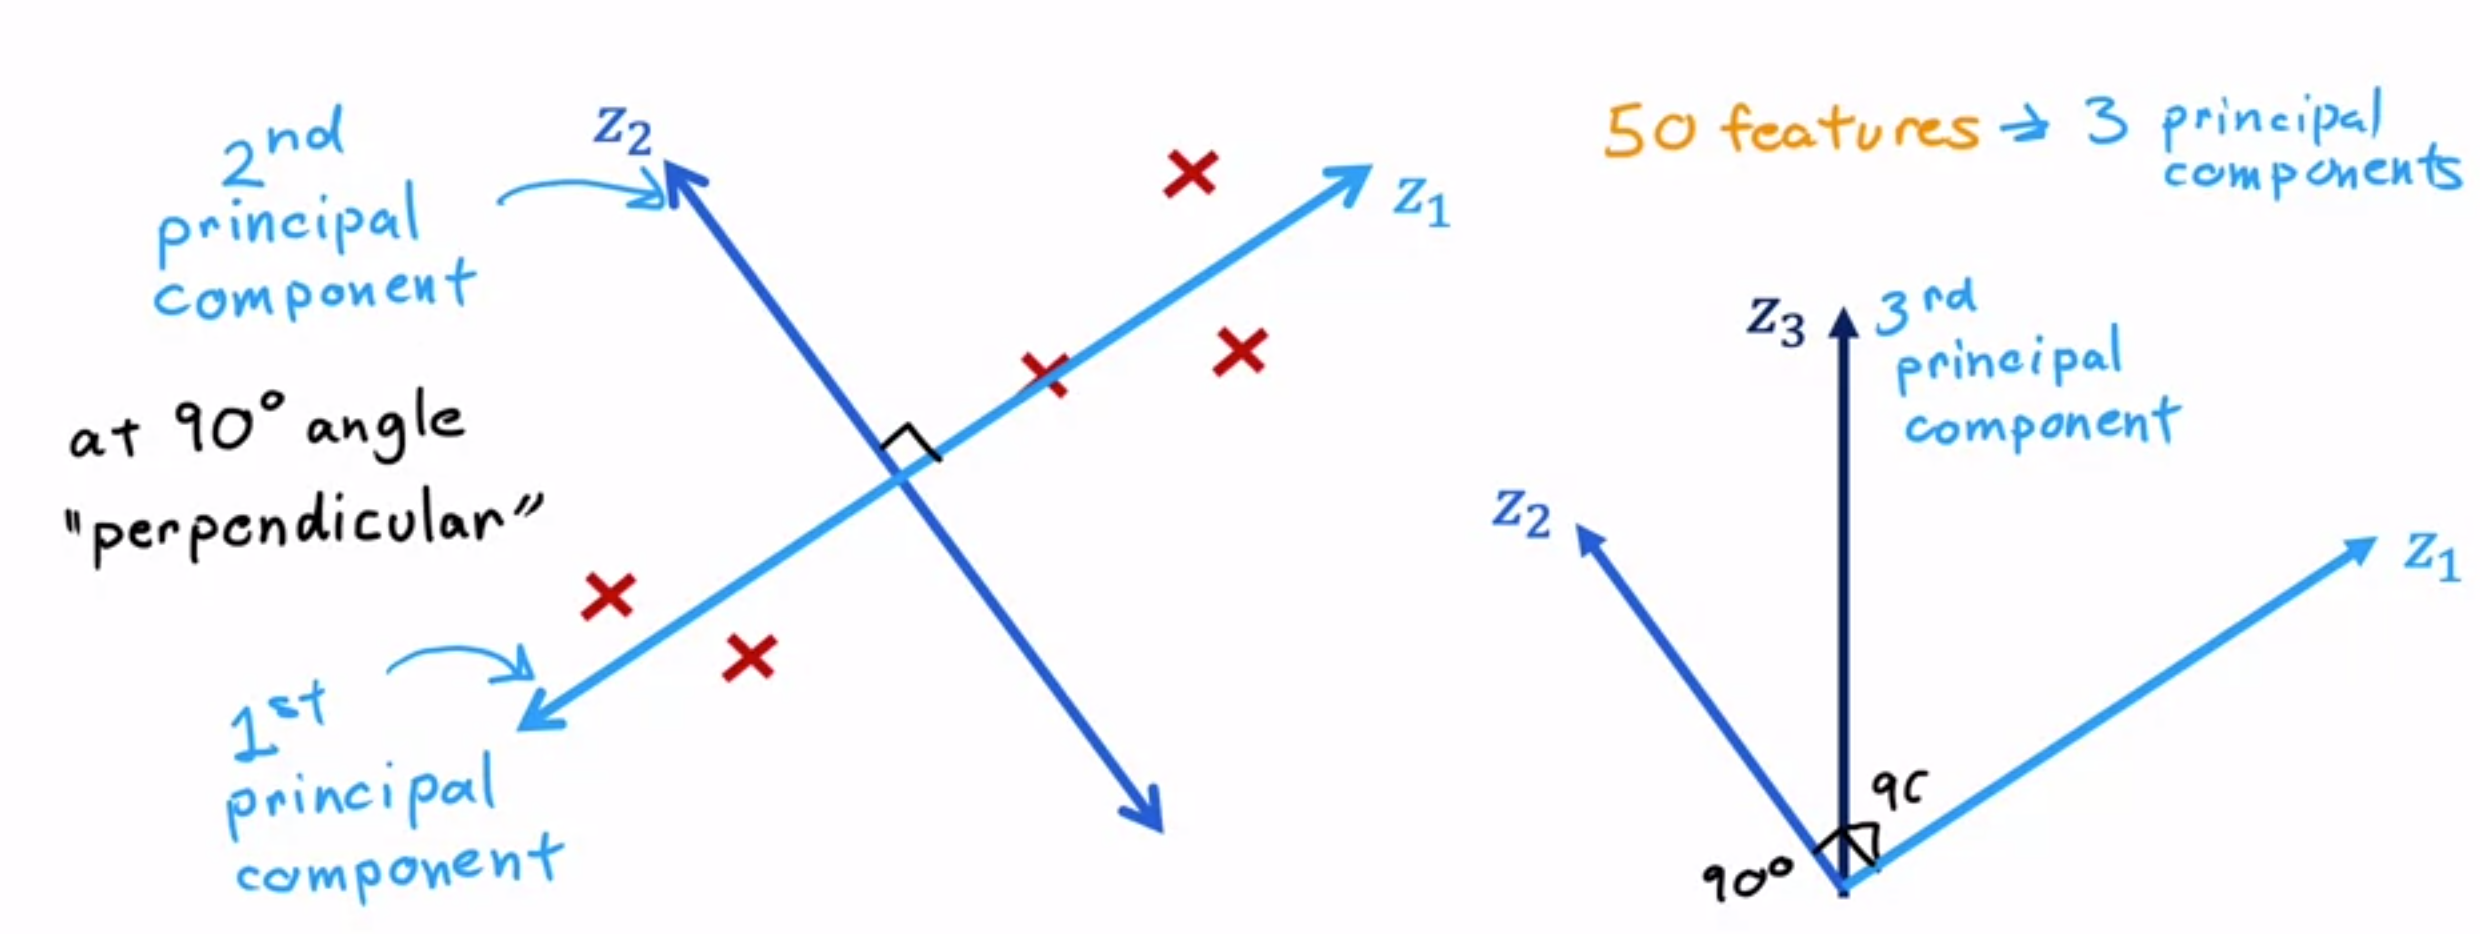 2nd
principal
component
z2
at 90° angle
"perpendicular"
1st
principal
component
z1
50 features → 3 principal
components
z3
3rd
principal
component
z2
z1
90
90°